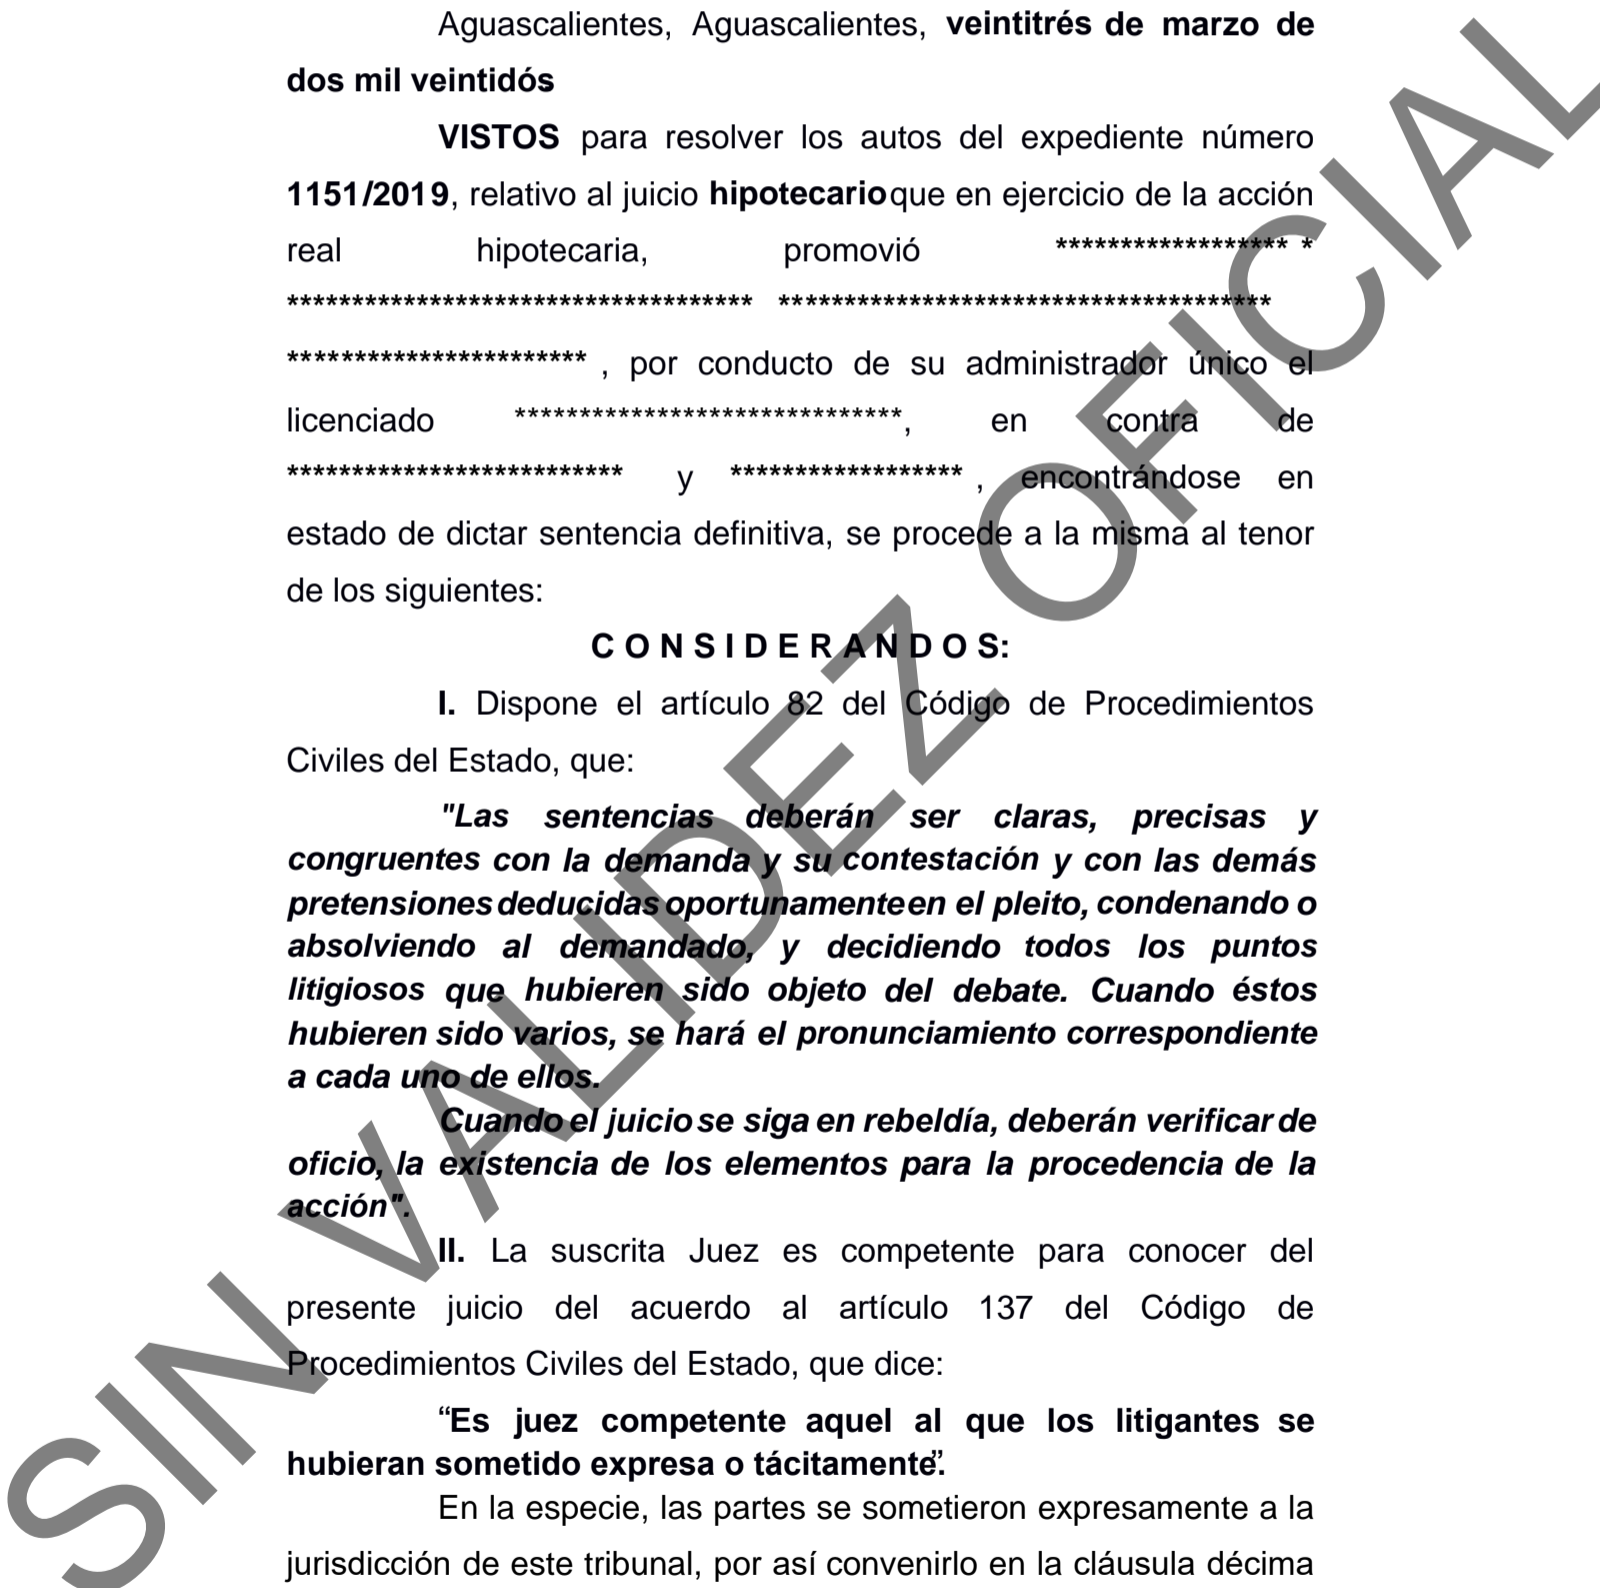 Aguascalientes, Aguascalientes, veintitrés de marzo de
dos mil veintidós
VISTOS para resolver los autos del expediente número
1151/2019, relativo al juicio hipotecario que en ejercicio de la acción
real hipotecaria, promovió ****************** *
************************************ **************************************
*********************** , por conducto de su administrador único el
licenciado ******************************, en contra de
************************** y ****************** , encontrándose en
estado de dictar sentencia definitiva, se procede a la misma al tenor
de los siguientes:
C O N S I D E R A N D O S:
I. Dispone el artículo 82 del Código de Procedimientos
Civiles del Estado, que:
"Las sentencias deberán ser claras, precisas y
congruentes con la demanda y su contestación y con las demás
pretensiones deducidas oportunamente en el pleito, condenando o
absolviendo al demandado, y decidiendo todos los puntos
litigiosos que hubieren sido objeto del debate. Cuando éstos
hubieren sido varios, se hará el pronunciamiento correspondiente
a cada uno de ellos.
Cuando el juicio se siga en rebeldía, deberán verificar de
oficio, la existencia de los elementos para la procedencia de la
acción".
II. La suscrita Juez es competente para conocer del
presente juicio del acuerdo al artículo 137 del Código de
Procedimientos Civiles del Estado, que dice:
“Es juez competente aquel al que los litigantes se
hubieran sometido expresa o tácitamente”.
En la especie, las partes se sometieron expresamente a la
jurisdicción de este tribunal, por así convenirlo en la cláusula décima
SIN VALIDEZ OFICIAL